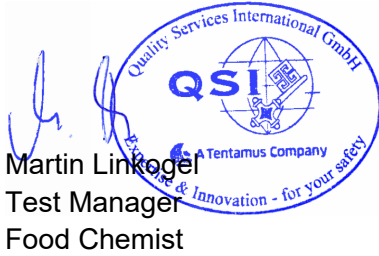 Quality Services International GmbH
QSI
A Tentamus Company
Expertise & Innovation - for your safety
Martin Linkogel
Test Manager
Food Chemist